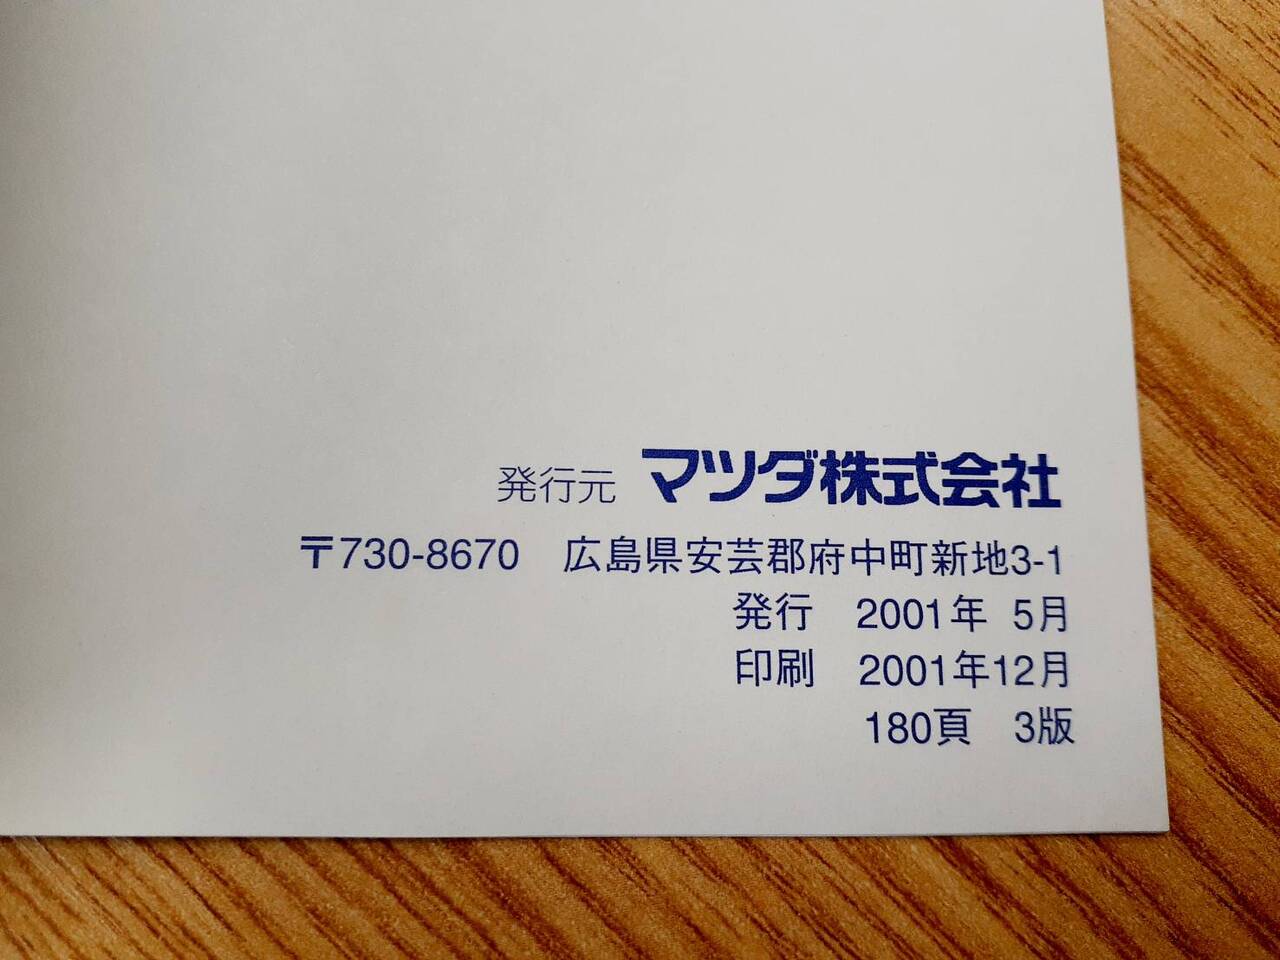 発行元 マツダ株式会社
〒730-8670 広島県安芸郡府中町新地3-1
発行 2001年 5月
印刷 2001年12月
180頁 3版